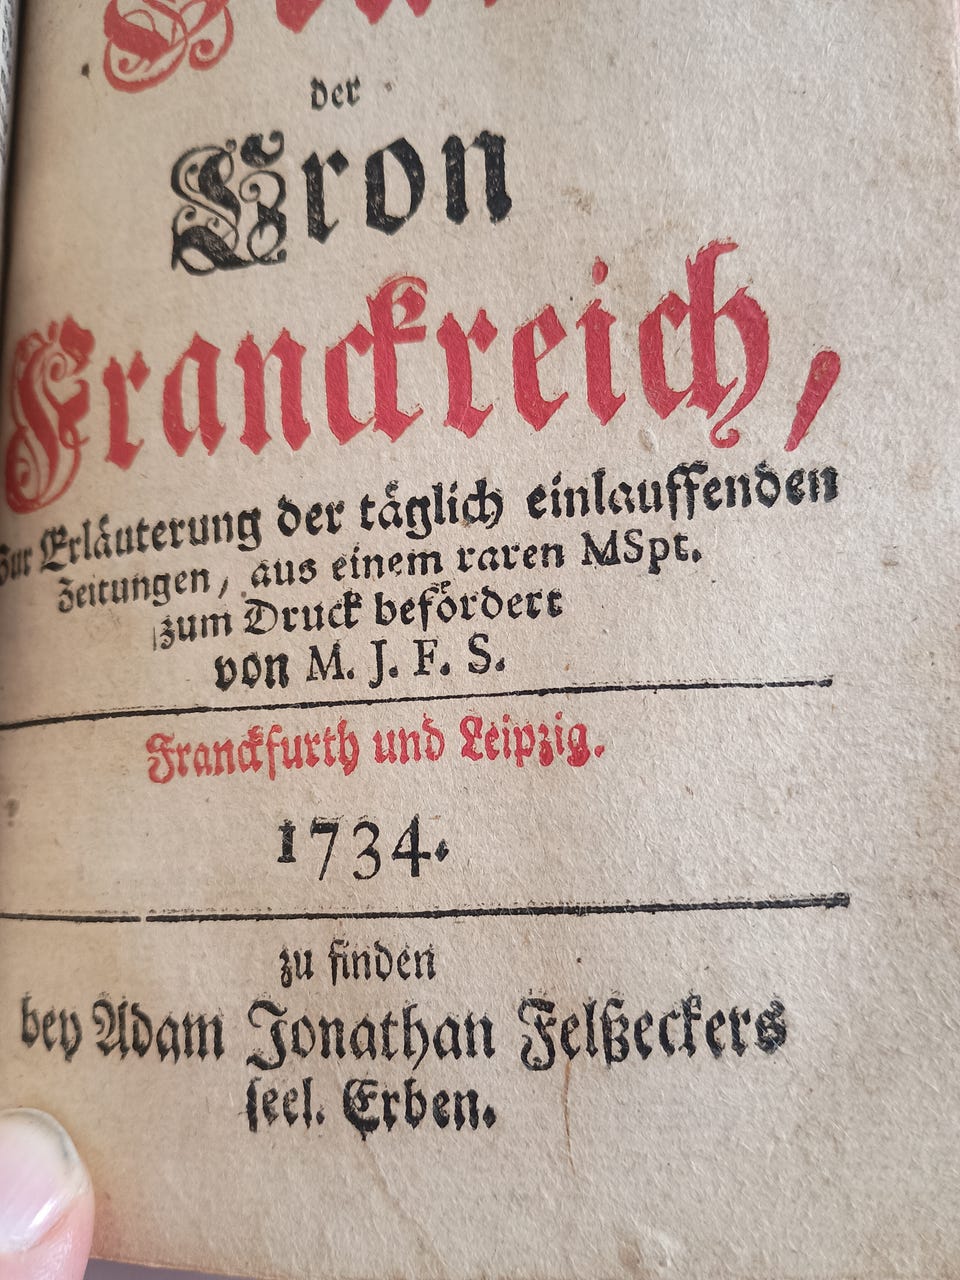 der
Kron
Franckreich,
Zur Erläuterung der täglich einlauffenden
Zeitungen, aus einem raren MSpt.
zum Druck befördert
von M. J. F. S.
Franckfurth und Leipzig.
1734.
zu finden
bey Adam Jonathan Felßeckers
seel. Erben.